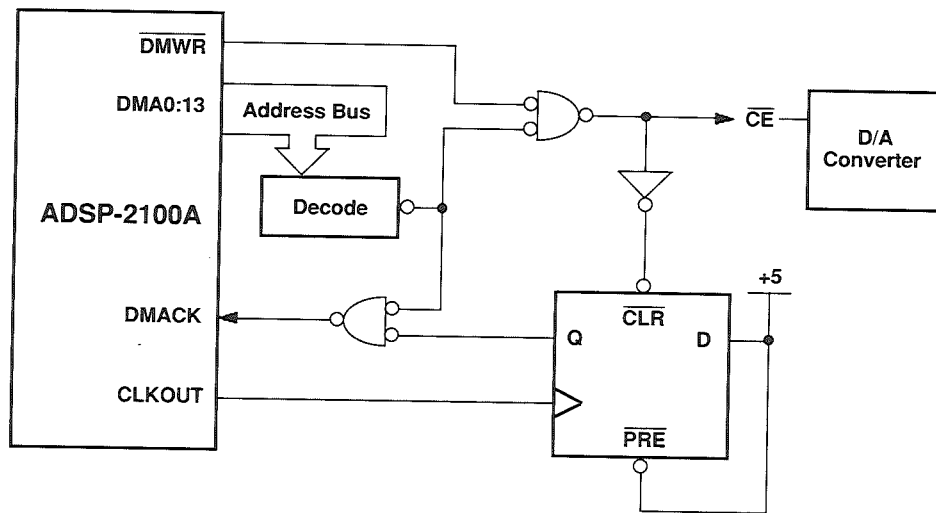 DMWR
DMA0:13
Address Bus
CE
D/A
Converter
Decode
ADSP-2100A
+5
DMACK
CLR
Q
D
CLKOUT
PRE